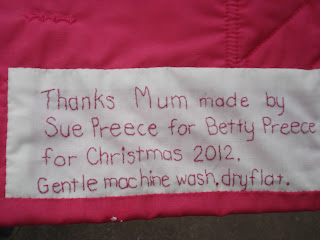 Thanks Mum made by
Sue Preece for Betty Preece
for Christmas 2012.
Gentle machine wash, dry flat.